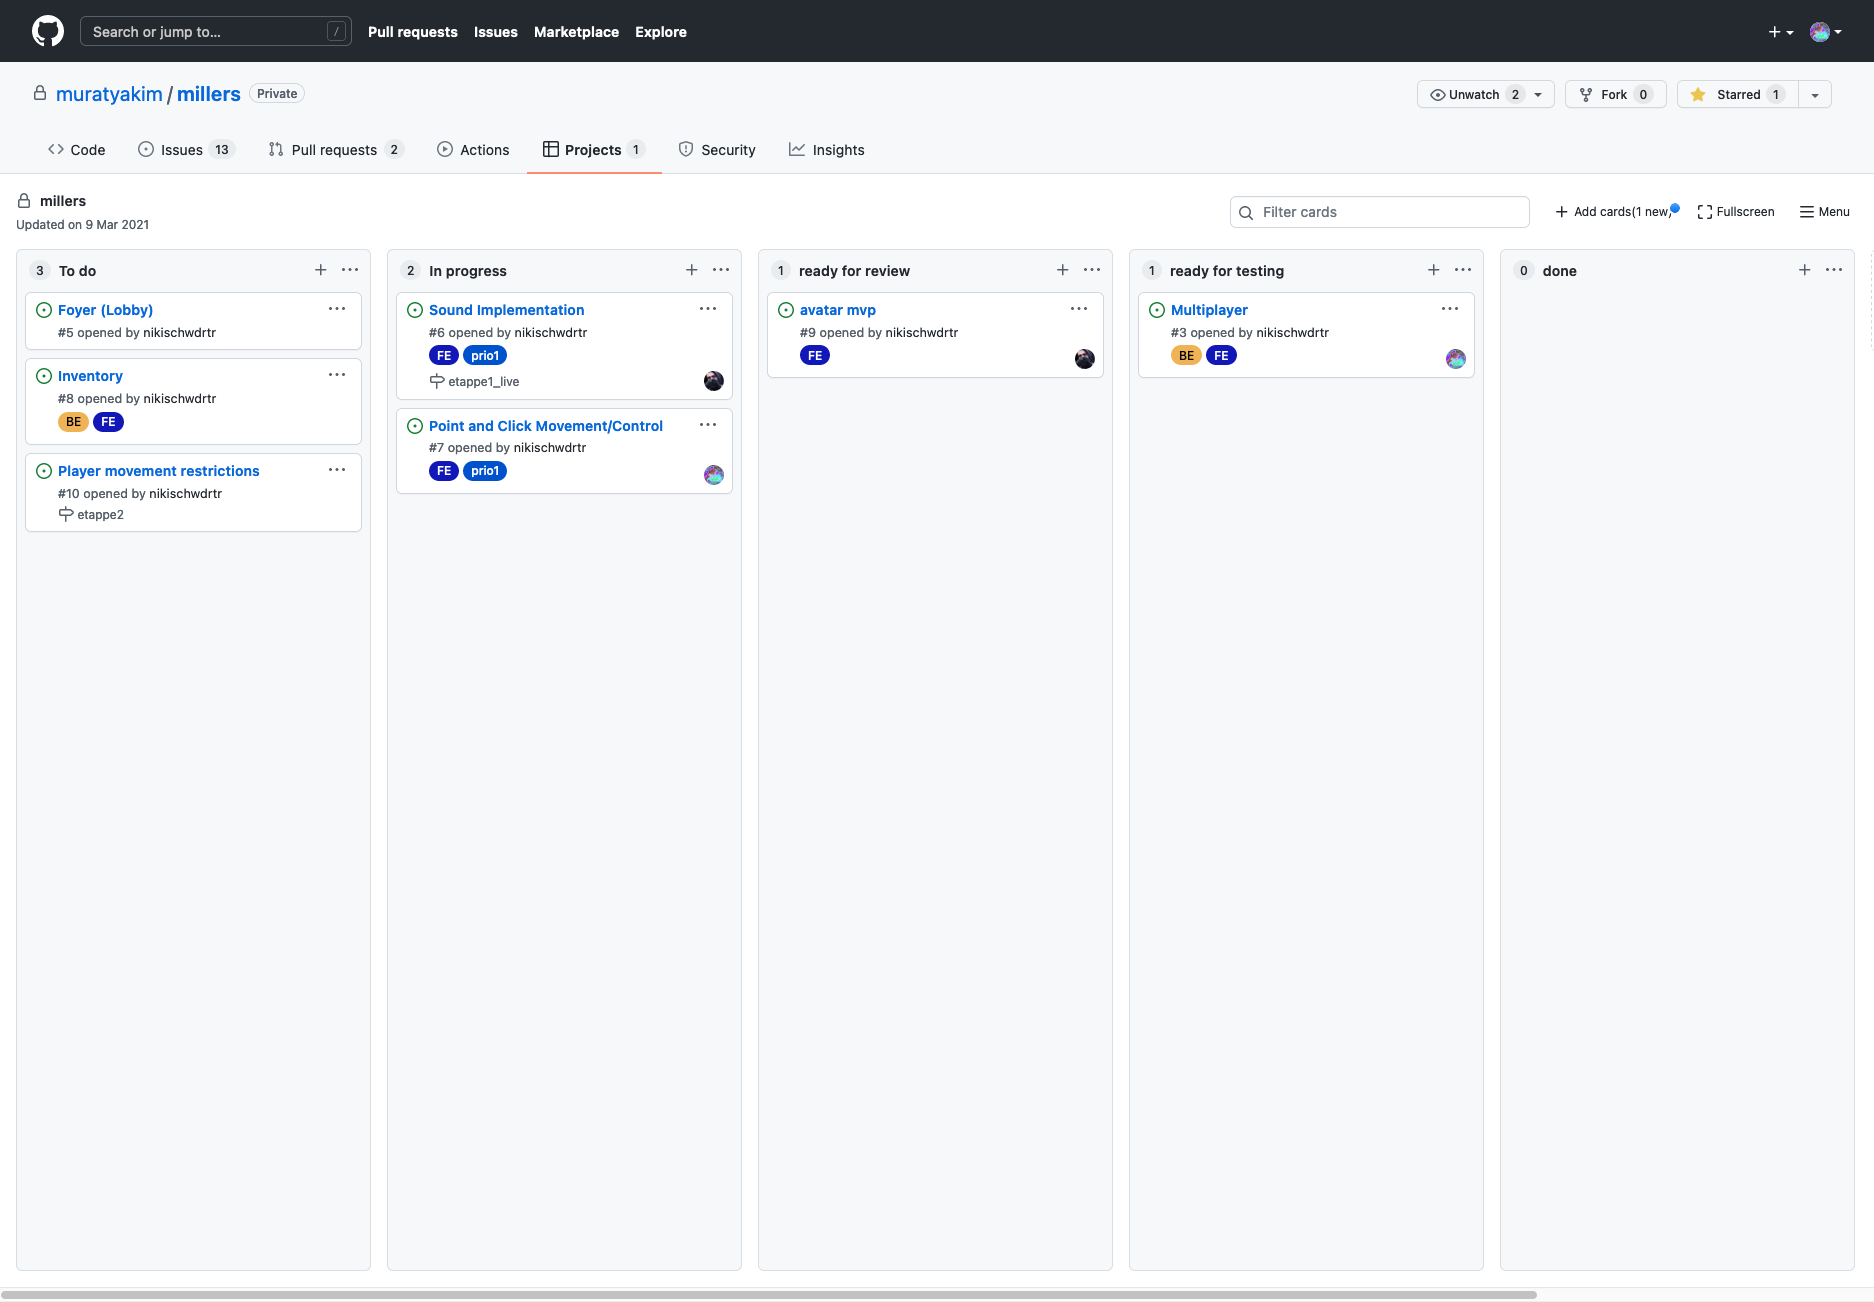 Search or jump to... /
Pull requests Issues Marketplace Explore
muratyakim / millers Private
Unwatch 2 Fork 0 Starred 1
Code Issues 13 Pull requests 2 Actions Projects 1 Security Insights
millers
Updated on 9 Mar 2021
Filter cards
Add cards(1 new) Fullscreen Menu
3 To do
Foyer (Lobby)
#5 opened by nikischwdrtr
Inventory
#8 opened by nikischwdrtr
BE FE
Player movement restrictions
#10 opened by nikischwdrtr
etappe2
2 In progress
Sound Implementation
#6 opened by nikischwdrtr
FE prio1
etappe1_live
Point and Click Movement/Control
#7 opened by nikischwdrtr
FE prio1
1 ready for review
avatar mvp
#9 opened by nikischwdrtr
FE
1 ready for testing
Multiplayer
#3 opened by nikischwdrtr
BE FE
0 done